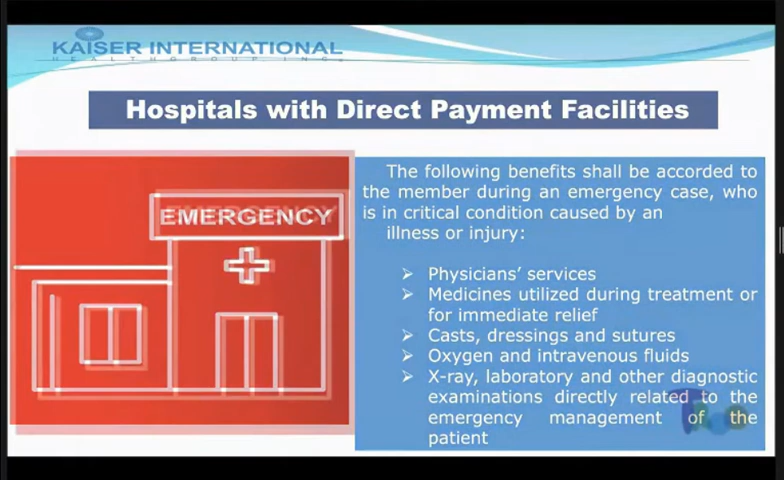 KAISER INTERNATIONAL
HEALTHGROUP INC.
Hospitals with Direct Payment Facilities
EMERGENCY
The following benefits shall be accorded to
the member during an emergency case, who
is in critical condition caused by an
illness or injury:
Physicians' services
Medicines utilized during treatment or
for immediate relief
Casts, dressings and sutures
Oxygen and intravenous fluids
X-ray, laboratory and other diagnostic
examinations directly related to the
emergency management of the
patient